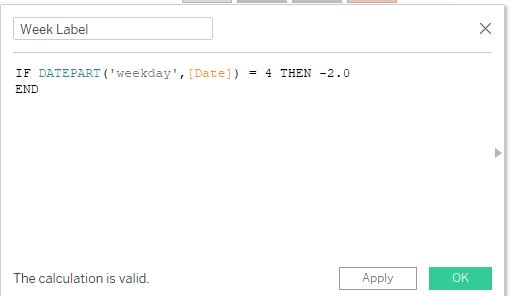 Week Label
IF DATEPART('weekday',[Date]) = 4 THEN -2.0
END
The calculation is valid.
Apply
OK